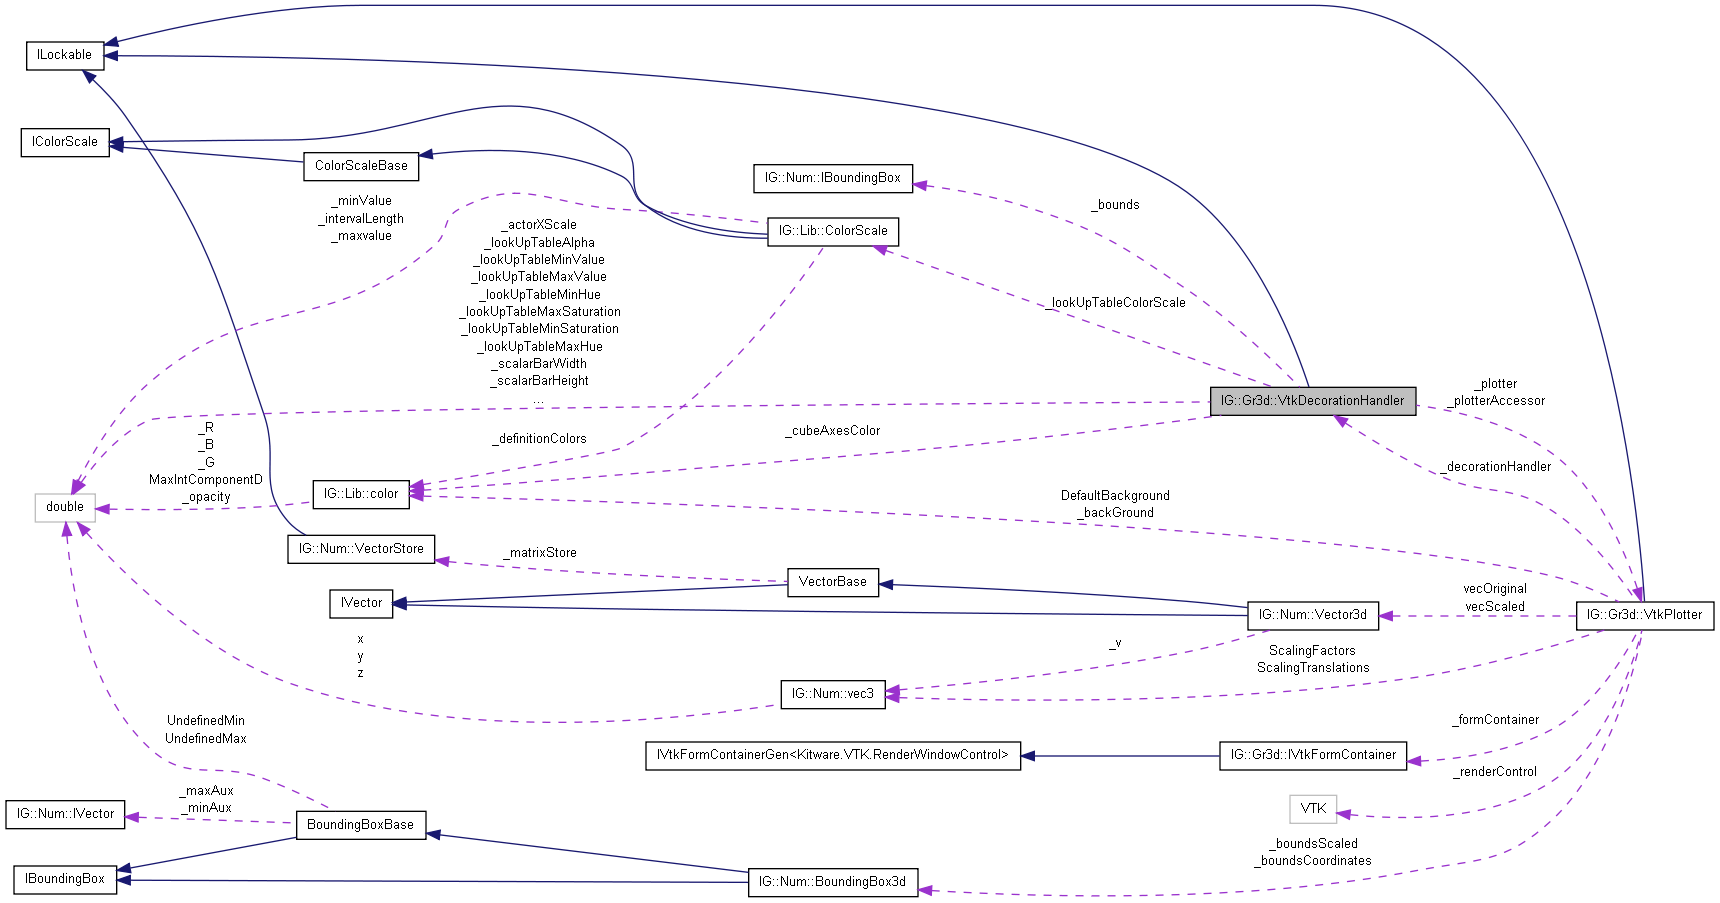 ILockable
IColorScale
ColorScaleBase
IG::Num::IBoundingBox
_minValue
_intervalLength
_maxvalue
_bounds
IG::Lib::ColorScale
_actorXScale
_lookUpTableAlpha
_lookUpTableMinValue
_lookUpTableMaxValue
_lookUpTableMinHue
_lookUpTableMaxSaturation
_lookUpTableMinSaturation
_lookUpTableMaxHue
_scalarBarWidth
_scalarBarHeight
...
_lookUpTableColorScale
IG::Gr3d::VtkDecorationHandler
_plotter
_plotterAccessor
_R
_B
_G
MaxIntComponentD
_opacity
_definitionColors
_cubeAxesColor
_decorationHandler
double
IG::Lib::color
DefaultBackground
_backGround
IG::Num::VectorStore
_matrixStore
VectorBase
IVector
IG::Num::Vector3d
vecOriginal
vecScaled
IG::Gr3d::VtkPlotter
x
y
z
_v
ScalingFactors
ScalingTranslations
IG::Num::vec3
UndefinedMin
UndefinedMax
_formContainer
IVtkFormContainerGen<Kitware.VTK.RenderWindowControl>
IG::Gr3d::IVtkFormContainer
_renderControl
_maxAux
_minAux
IG::Num::IVector
BoundingBoxBase
VTK
_boundsScaled
_boundsCoordinates
IBoundingBox
IG::Num::BoundingBox3d